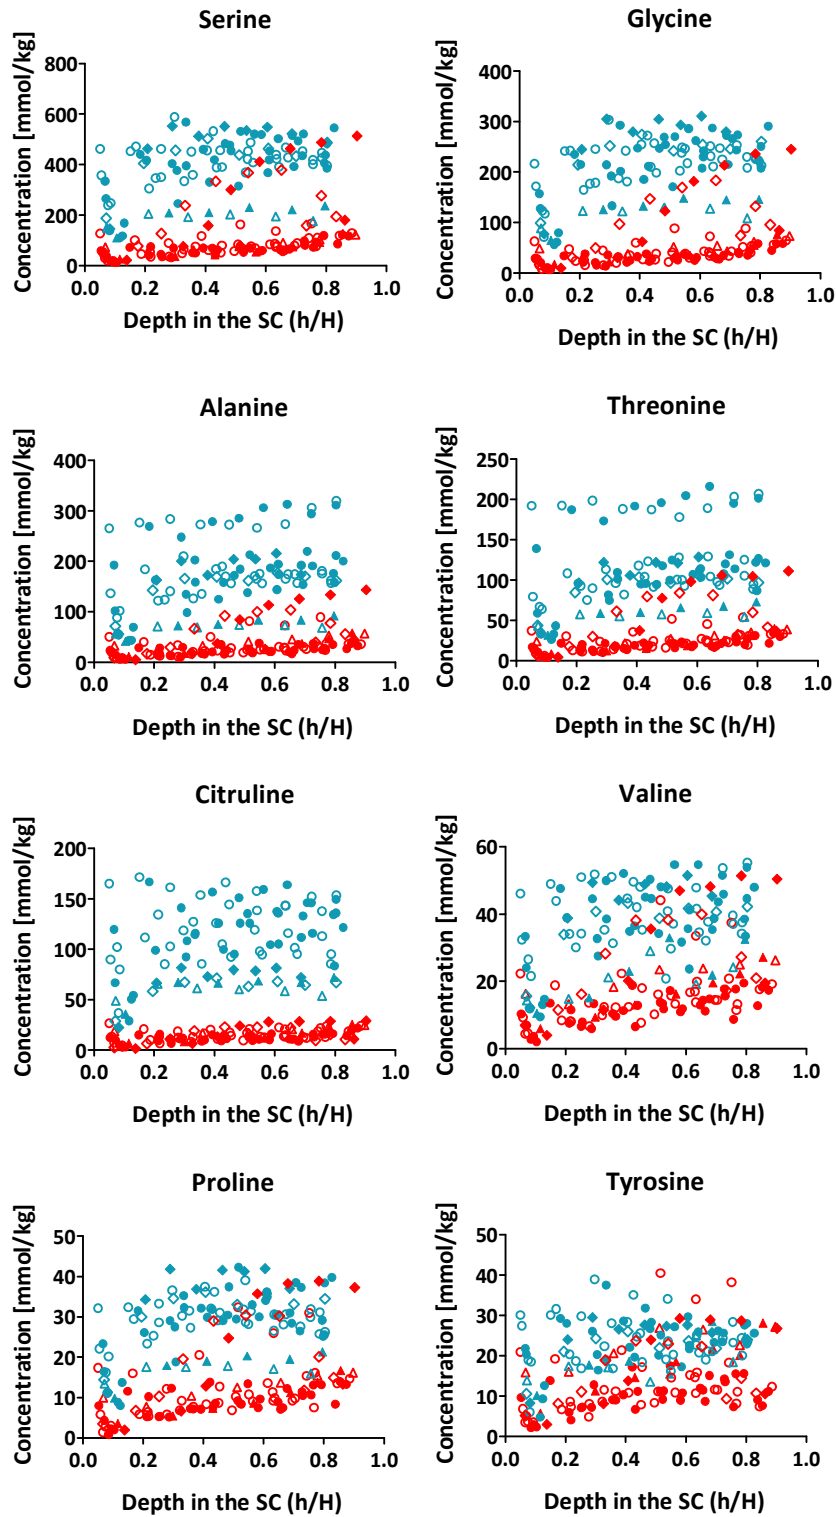 Serine
Concentration [mmol/kg]
800
600
400
200
0
0.0 0.2 0.4 0.6 0.8 1.0
Depth in the SC (h/H)
Glycine
Concentration [mmol/kg]
400
300
200
100
0
0.0 0.2 0.4 0.6 0.8 1.0
Depth in the SC (h/H)
Alanine
Concentration [mmol/kg]
400
300
200
100
0
0.0 0.2 0.4 0.6 0.8 1.0
Depth in the SC (h/H)
Threonine
Concentration [mmol/kg]
250
200
150
100
50
0
0.0 0.2 0.4 0.6 0.8 1.0
Depth in the SC (h/H)
Citruline
Concentration [mmol/kg]
200
150
100
50
0
0.0 0.2 0.4 0.6 0.8 1.0
Depth in the SC (h/H)
Valine
Concentration [mmol/kg]
60
40
20
0
0.0 0.2 0.4 0.6 0.8 1.0
Depth in the SC (h/H)
Proline
Concentration [mmol/kg]
50
40
30
20
10
0
0.0 0.2 0.4 0.6 0.8 1.0
Depth in the SC (h/H)
Tyrosine
Concentration [mmol/kg]
50
40
30
20
10
0
0.0 0.2 0.4 0.6 0.8 1.0
Depth in the SC (h/H)